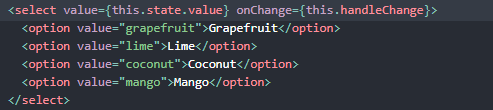 <select value={this.state.value} onChange={this.handleChange}>
  <option value="grapefruit">Grapefruit</option>
  <option value="lime">Lime</option>
  <option value="coconut">Coconut</option>
  <option value="mango">Mango</option>
</select>